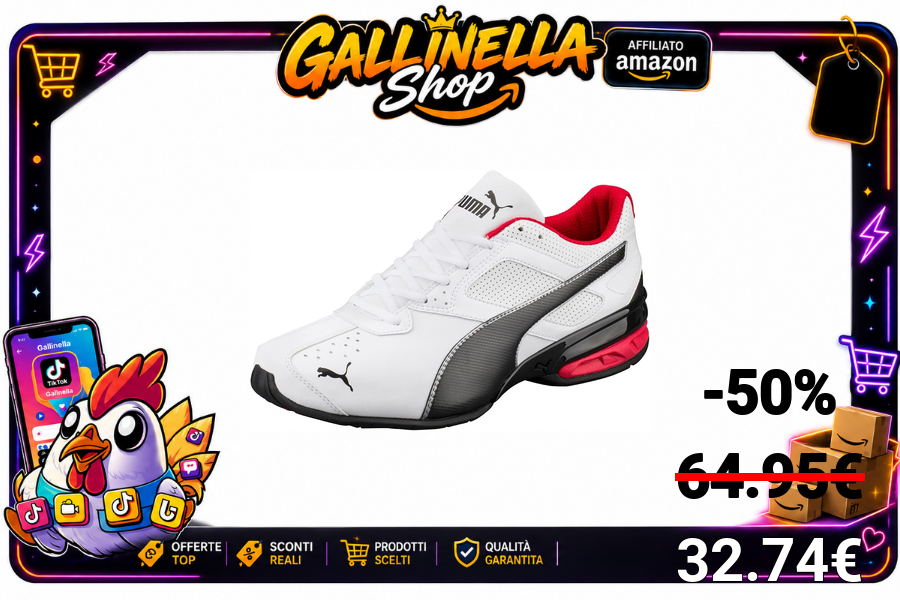 GALLINELLA
Shop
AFFILIATO
amazon
PUMA
Gallinella
TikTok
Gallinella
-50%
64.95€
32.74€
OFFERTE
TOP
SCONTI
REALI
PRODOTTI
SCELTI
QUALITÀ
GARANTITA